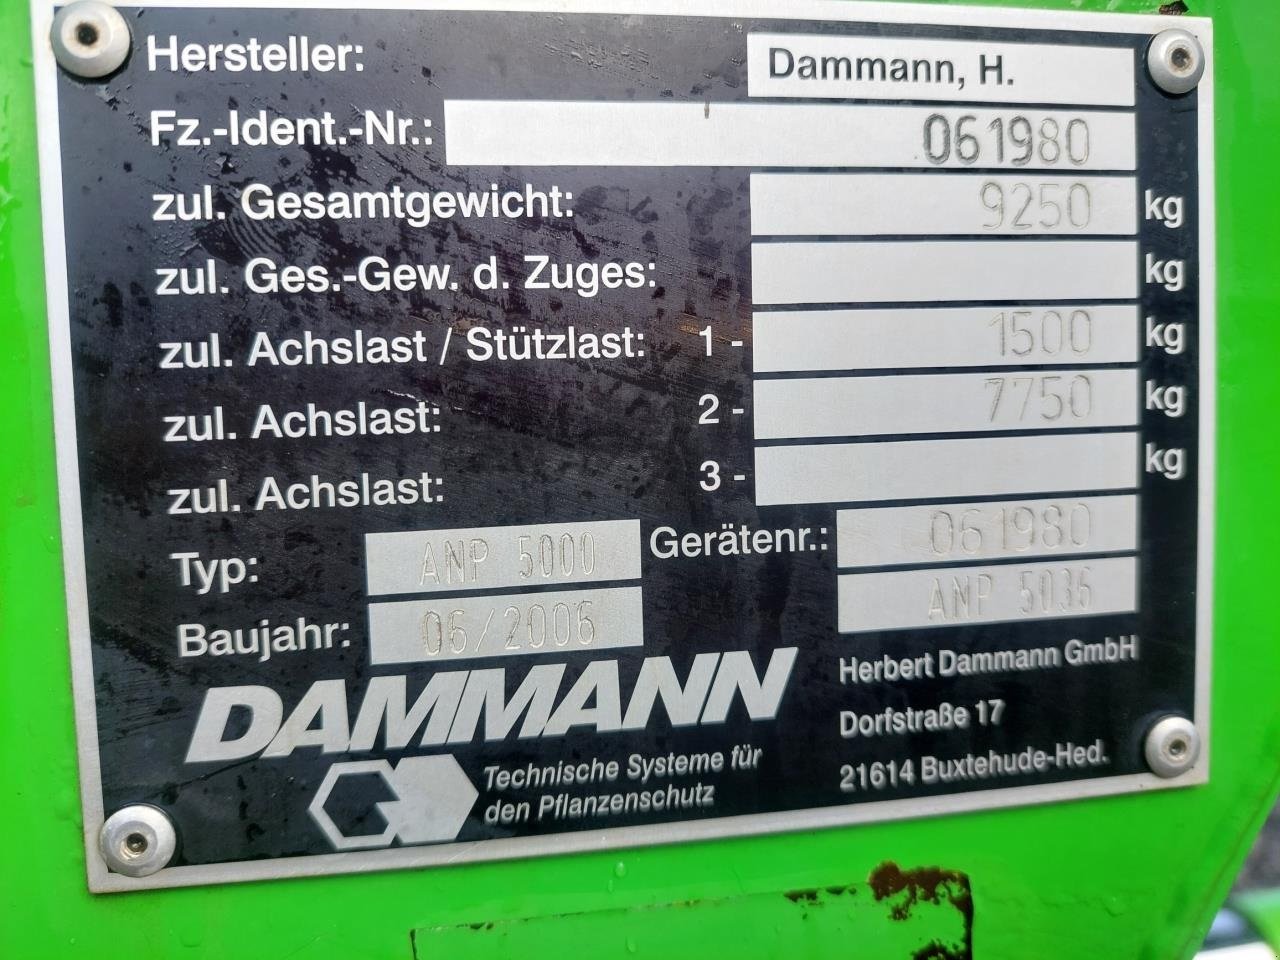 Hersteller: Dammann, H.
Fz.-Ident.-Nr.: 061980
zul. Gesamtgewicht: 9250 kg
zul. Ges.-Gew. d. Zuges: kg
zul. Achslast / Stützlast: 1 - 1500 kg
zul. Achslast: 2 - 7750 kg
zul. Achslast: 3 - kg
Typ: ANP 5000 Gerätenr.: 061980
Baujahr: 06/2006 ANP 5036
DAMMANN
Technische Systeme für
den Pflanzenschutz
Herbert Dammann GmbH
Dorfstraße 17
21614 Buxtehude-Hed.